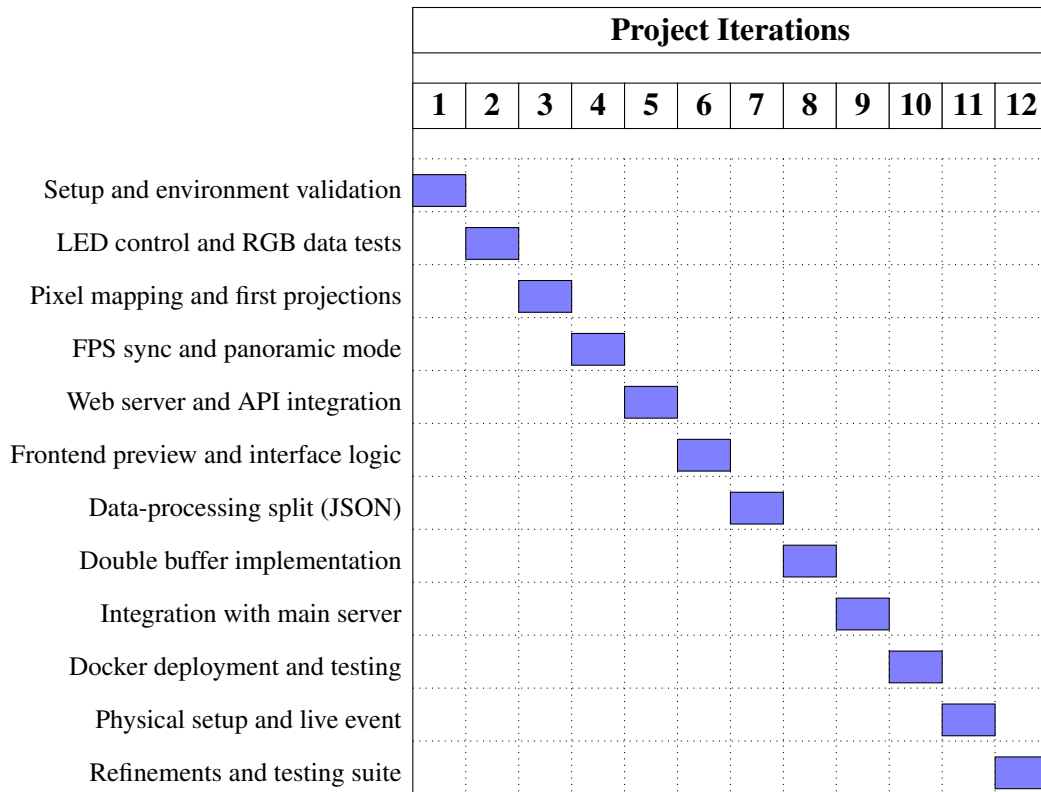 Project Iterations
1 2 3 4 5 6 7 8 9 10 11 12
Setup and environment validation
LED control and RGB data tests
Pixel mapping and first projections
FPS sync and panoramic mode
Web server and API integration
Frontend preview and interface logic
Data-processing split (JSON)
Double buffer implementation
Integration with main server
Docker deployment and testing
Physical setup and live event
Refinements and testing suite